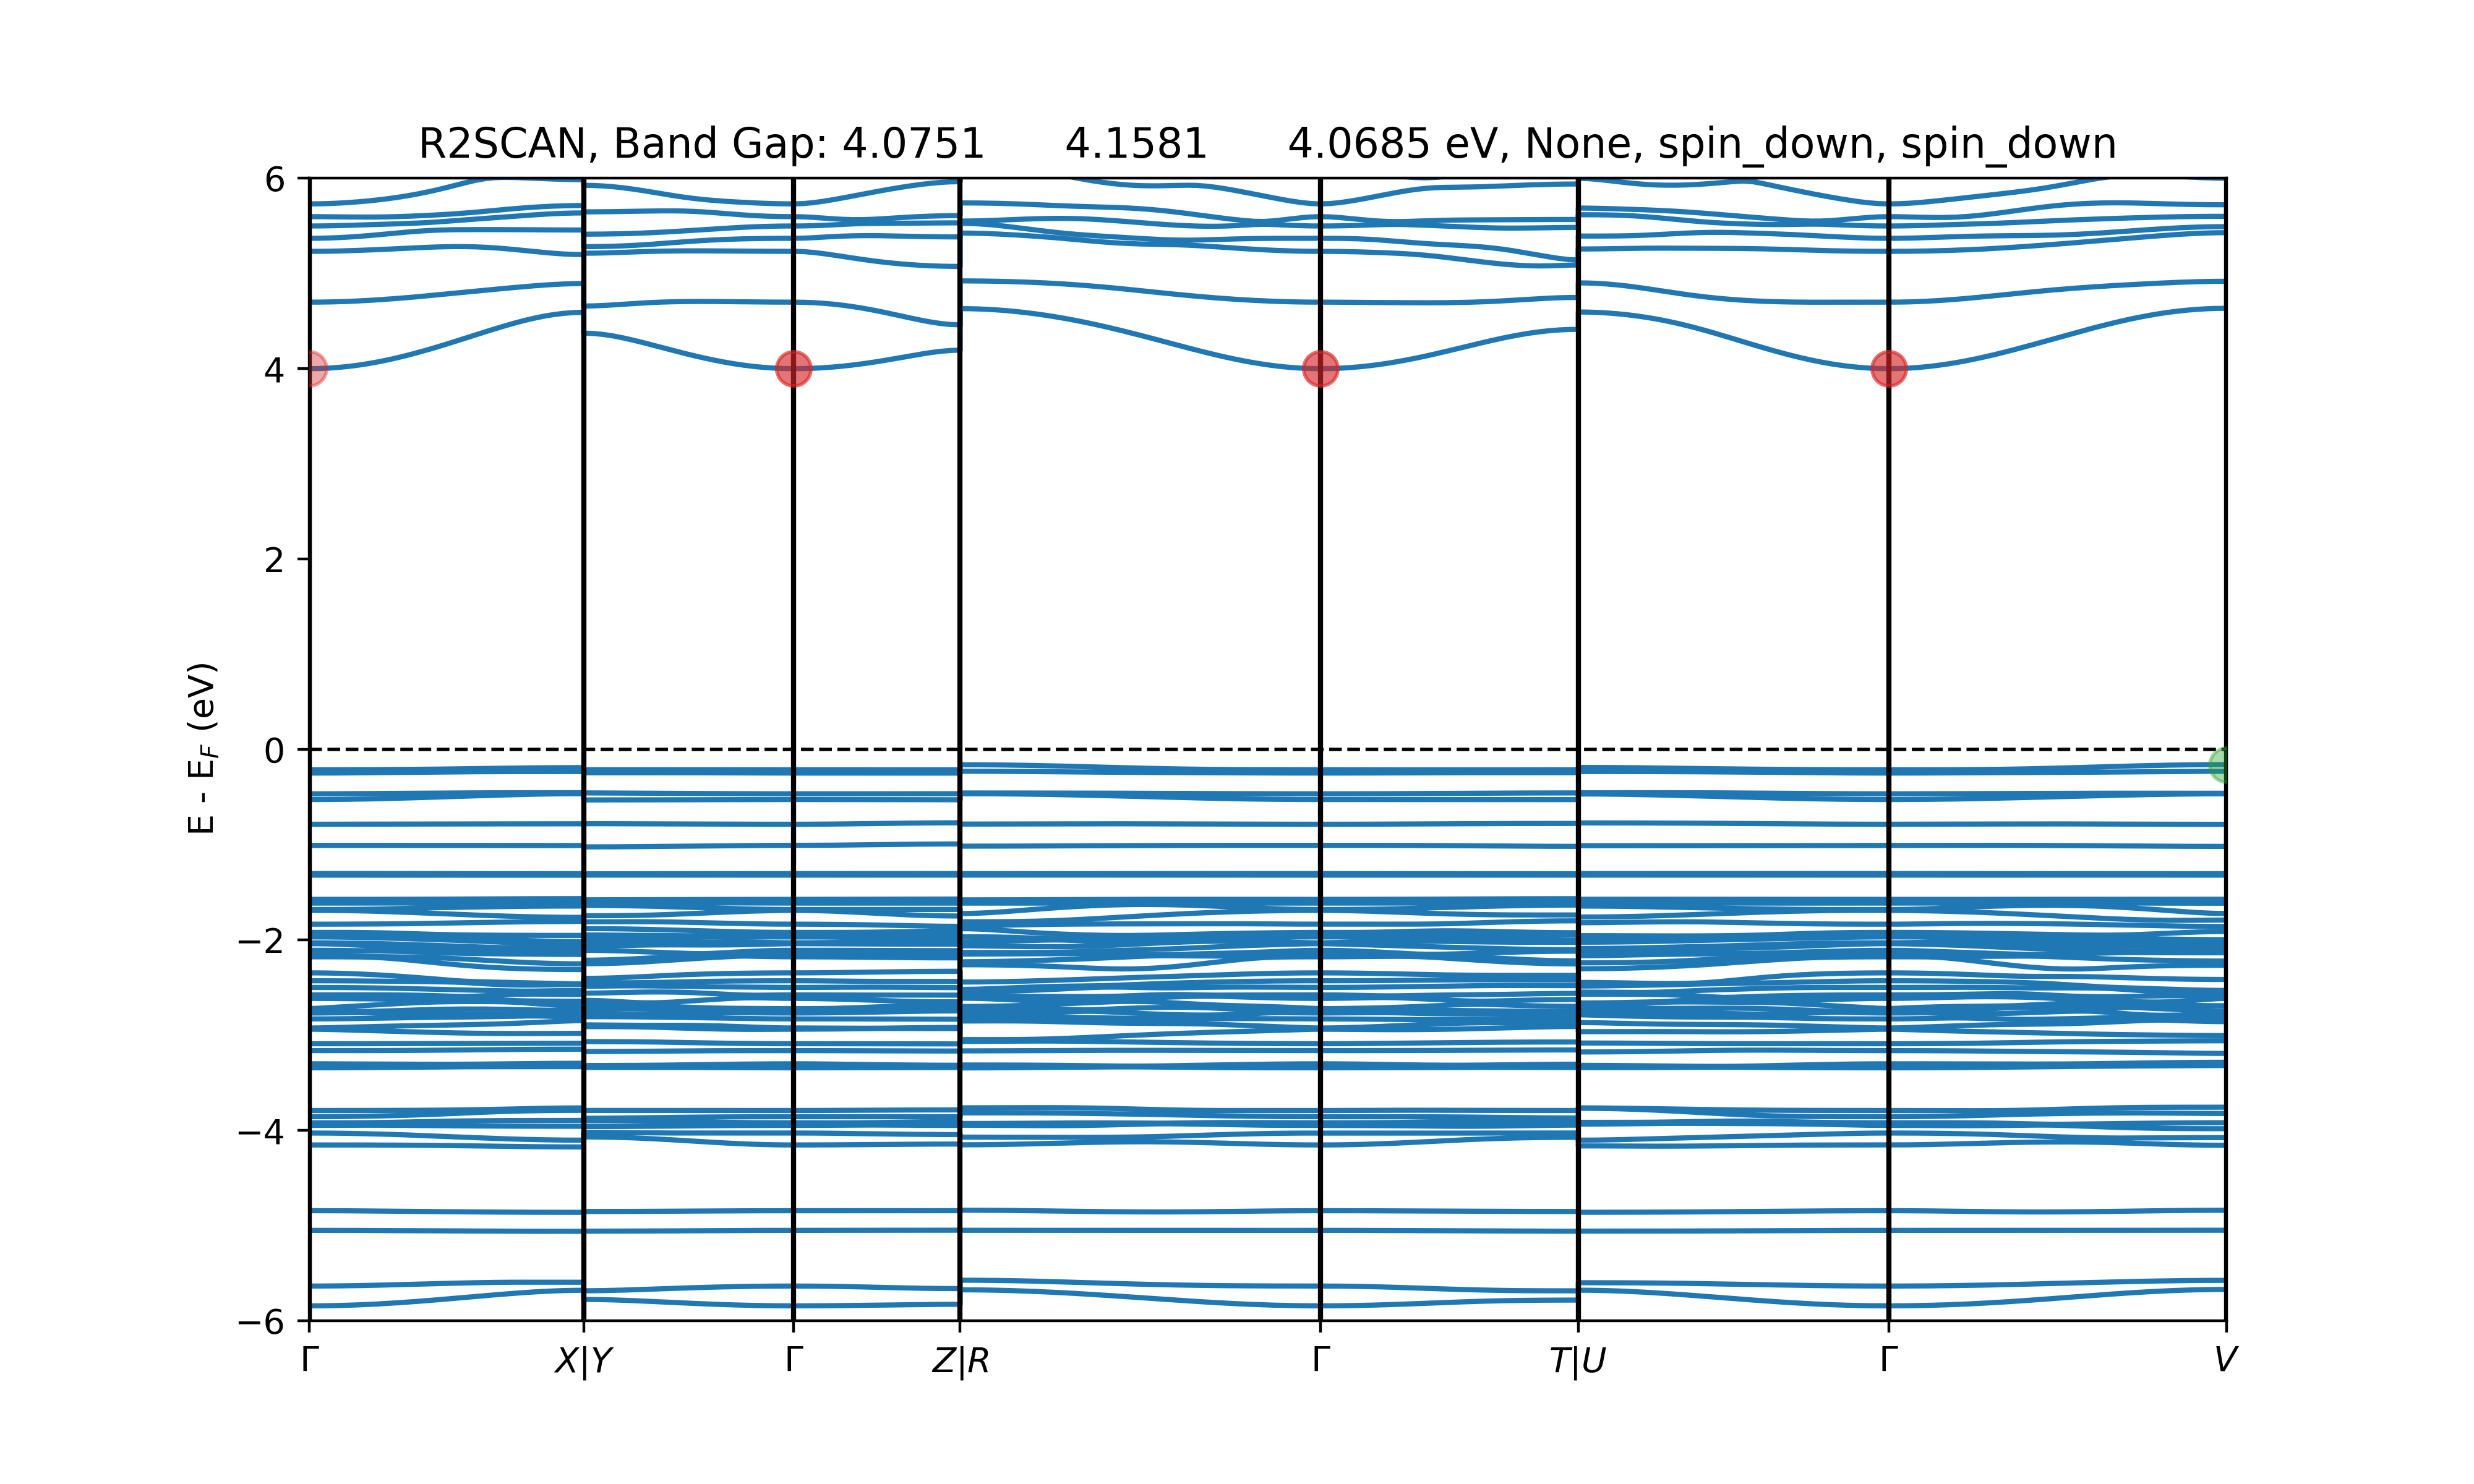 R2SCAN, Band Gap: 4.0751 4.1581 4.0685 eV, None, spin_down, spin_down
6
4
2
0
−2
−4
−6
E - E_F (eV)
Γ X|Y Γ Z|R Γ T|U Γ V